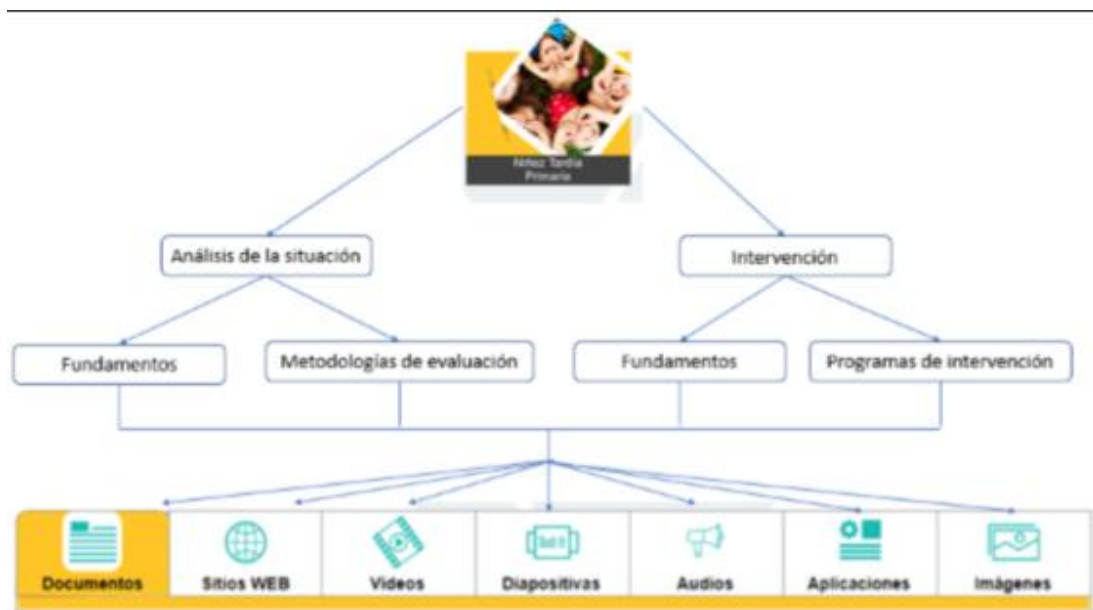 Niñez Tardía
Primaria
Análisis de la situación
Intervención
Fundamentos
Metodologías de evaluación
Fundamentos
Programas de intervención
Documentos
Sitios WEB
Videos
Diapositivas
Audios
Aplicaciones
Imágenes